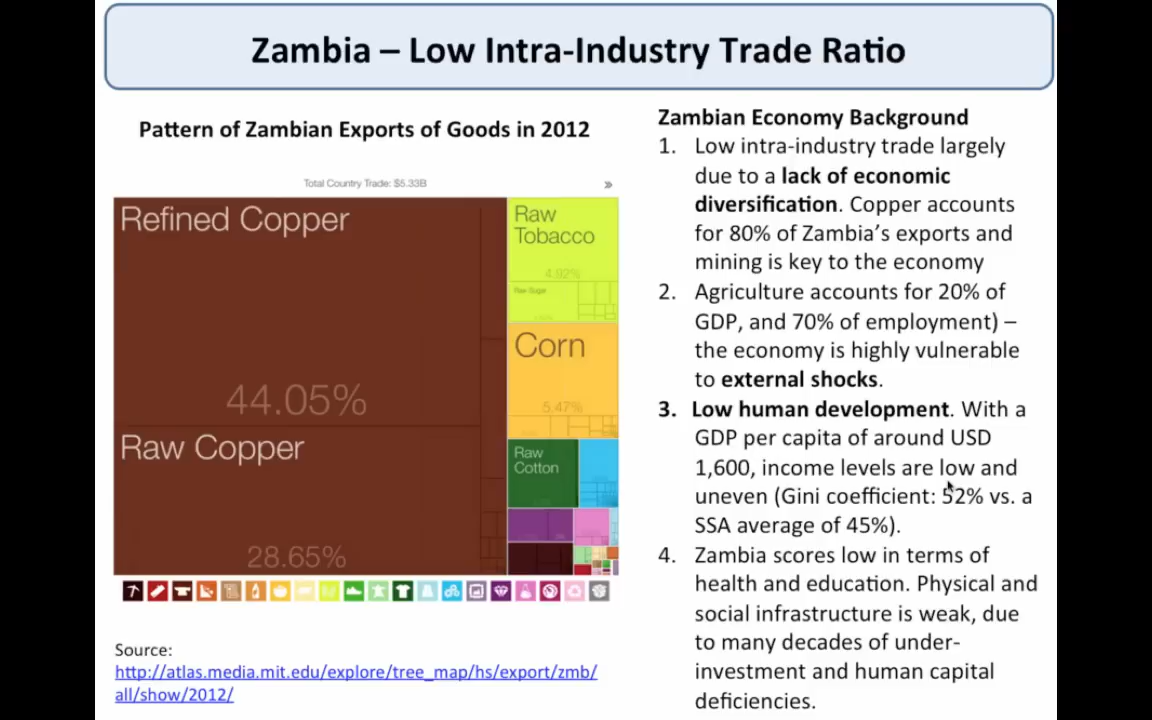 Zambia – Low Intra-Industry Trade Ratio
Pattern of Zambian Exports of Goods in 2012
Total Country Trade: $5.33B
»
Refined Copper
44.05%
Raw Copper
28.65%
Raw
Tobacco
4.92%
Raw Sugar
Corn
5.47%
Raw
Cotton
Source:
http://atlas.media.mit.edu/explore/tree_map/hs/export/zmb/
all/show/2012/
Zambian Economy Background
1. Low intra-industry trade largely
due to a lack of economic
diversification. Copper accounts
for 80% of Zambia’s exports and
mining is key to the economy
2. Agriculture accounts for 20% of
GDP, and 70% of employment) –
the economy is highly vulnerable
to external shocks.
3. Low human development. With a
GDP per capita of around USD
1,600, income levels are low and
uneven (Gini coefficient: 52% vs. a
SSA average of 45%).
4. Zambia scores low in terms of
health and education. Physical and
social infrastructure is weak, due
to many decades of under-
investment and human capital
deficiencies.